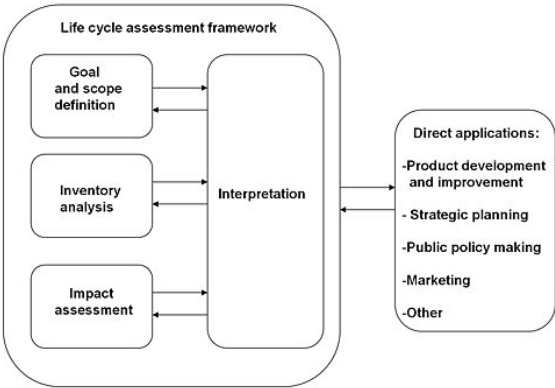 Life cycle assessment framework
Goal
and scope
definition
Inventory
analysis
Impact
assessment
Interpretation
Direct applications:
-Product development
and improvement
- Strategic planning
-Public policy making
-Marketing
-Other